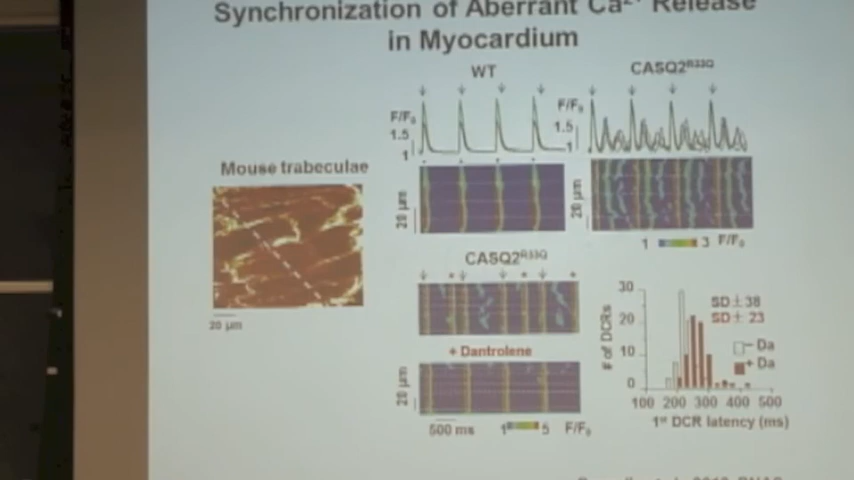 Synchronization of Aberrant Ca²⁺ Release
in Myocardium
WT
CASQ2ᴿ³³Q
F/F₀
1.5
1
F/F₀
1.5
1
Mouse trabeculae
20 µm
20 µm
20 µm
1 3 F/F₀
CASQ2ᴿ³³Q
+ Dantrolene
20 µm
500 ms
1 5 F/F₀
# of DCRs
30
20
10
0
SD ± 38
SD ± 23
- Da
+ Da
100 200 300 400 500
1ˢᵗ DCR latency (ms)